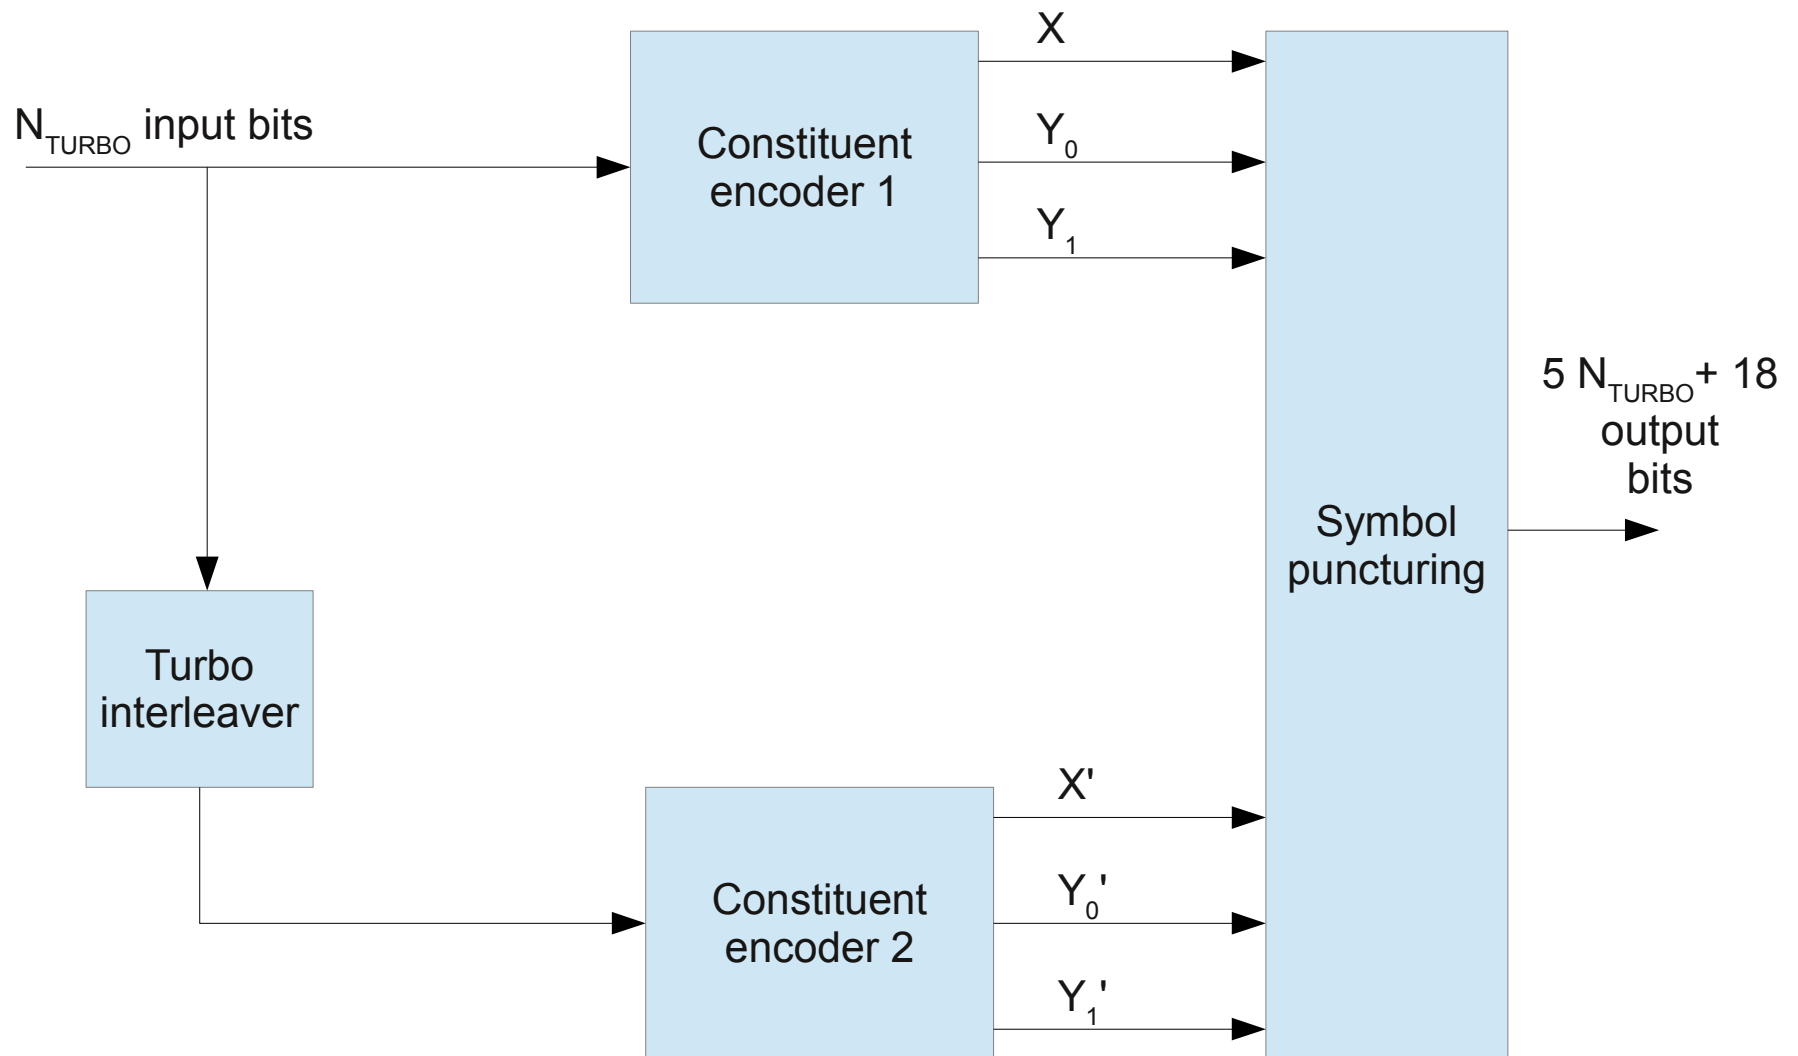 X
N_TURBO input bits
Y_0
Constituent
encoder 1
Y_1
5 N_TURBO + 18
output
bits
Symbol
puncturing
Turbo
interleaver
X'
Y_0'
Constituent
encoder 2
Y_1'